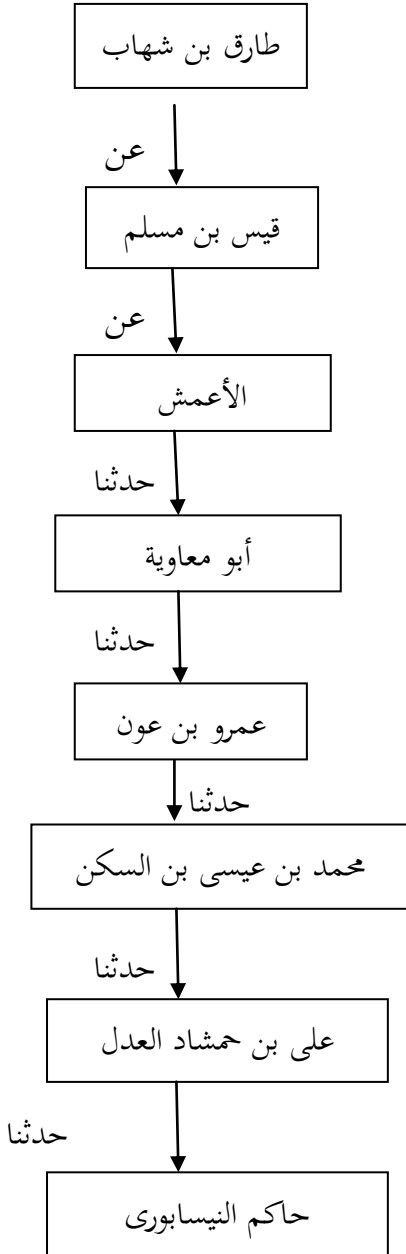 طارق بن شهاب
عن
قيس بن مسلم
عن
الأعمش
حدثنا
أبو معاوية
حدثنا
عمرو بن عون
حدثنا
محمد بن عيسى بن السكن
حدثنا
على بن حمشاد العدل
حدثنا
حاكم النيسابورى